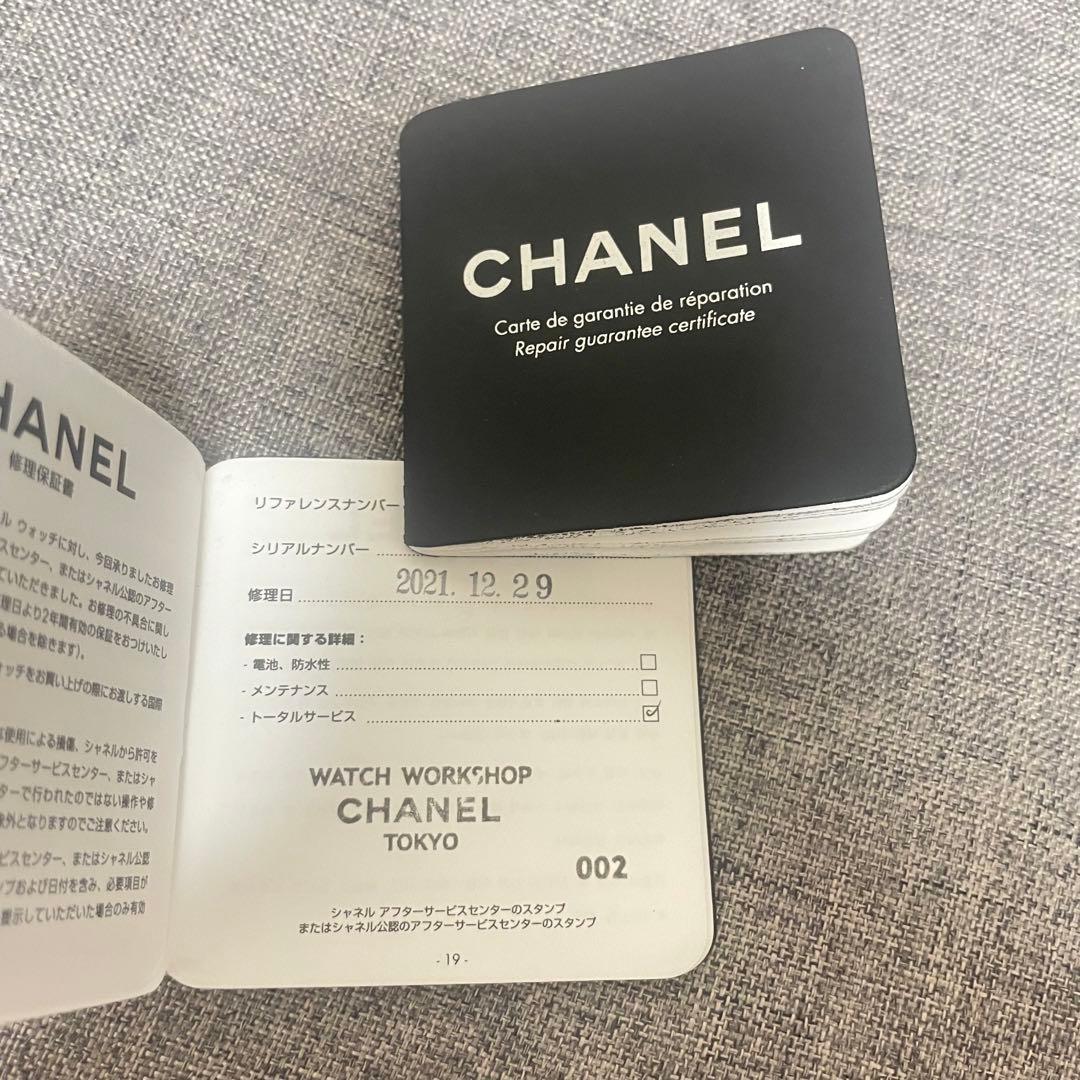 CHANEL
Carte de garantie de réparation
Repair guarantee certificate
HANEL
修理保証書
ル ウォッチに対し、今回承りましたお修理
スセンター、またはシャネル公認のアフター
ていただきました。お修理の不具合に関し
理日より2年間有効の保証をおつけいたし
る場合を除きます)。
ォッチをお買い上げの際にお渡しする国際
な使用による損傷、シャネルから許可を
フターサービスセンター、またはシャ
ターで行われたのではない操作や修
象外となりますのでご注意ください。
ビスセンター、またはシャネル公認
ンプおよび日付を含み、必要項目が
提示していただいた場合のみ有効
リファレンスナンバー
シリアルナンバー
修理日 2021. 12. 29
修理に関する詳細：
- 電池、防水性
- メンテナンス
- トータルサービス
WATCH WORKSHOP
CHANEL
TOKYO
002
シャネル アフターサービスセンターのスタンプ
またはシャネル公認のアフターサービスセンターのスタンプ
- 19 -